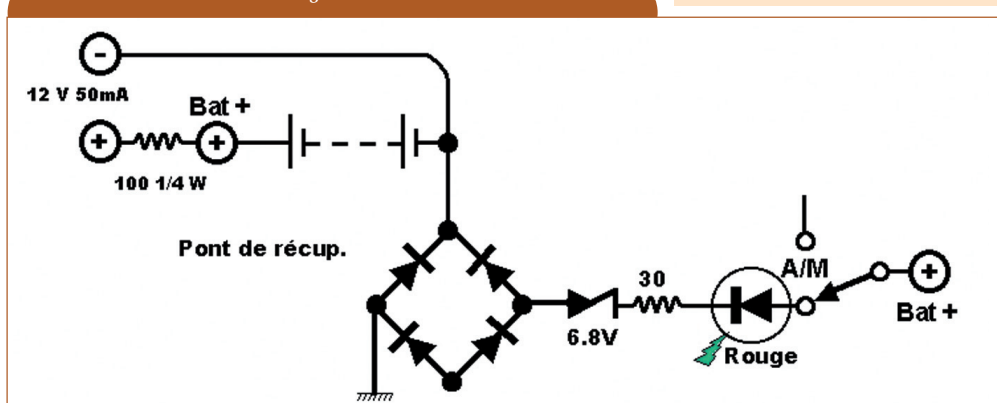 -
12 V 50mA
Bat +
+
+
100 1/4 W
Pont de récup.
A/M
30
+
6.8V
Bat +
Rouge